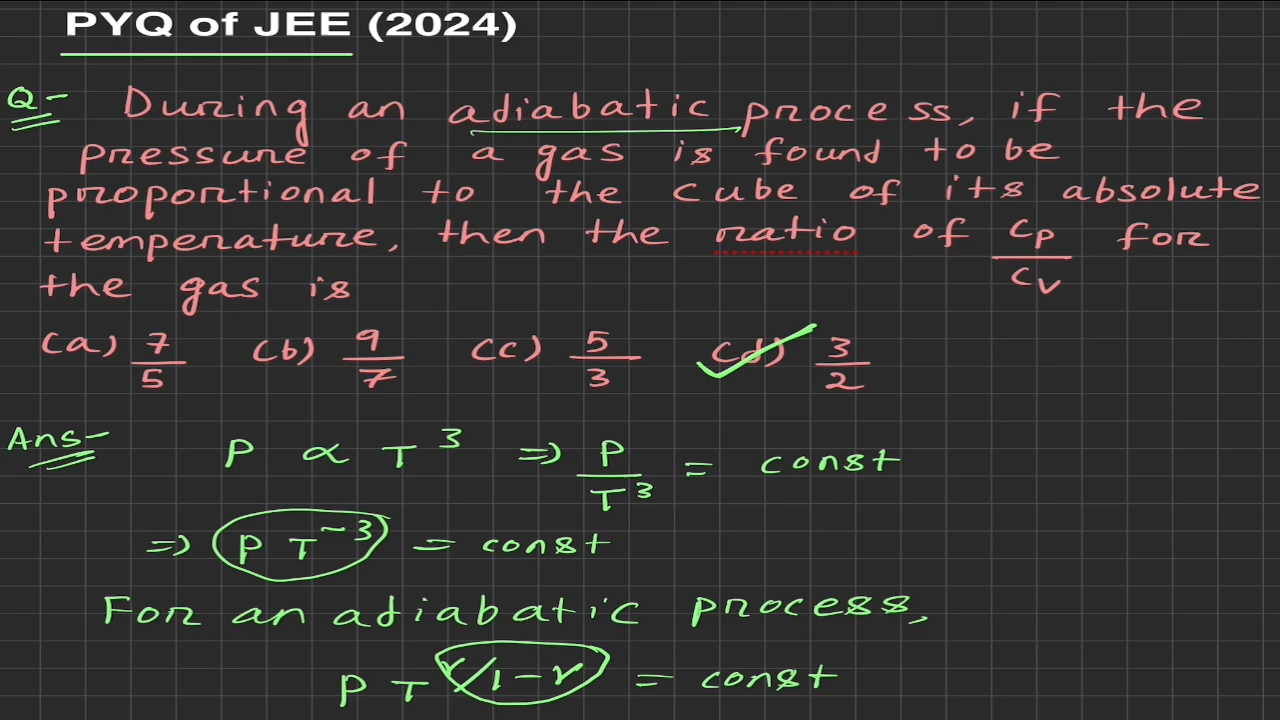 PYQ of JEE (2024)
Q- During an adiabatic process, if the
pressure of a gas is found to be
proportional to the cube of its absolute
temperature, then the ratio of Cp/Cv for
the gas is
(a) 7/5 (b) 9/7 (c) 5/3 (d) 3/2
Ans- P ∝ T³ => P/T³ = const
=> P T⁻³ = const
For an adiabatic process,
P T^γ/1-γ = const